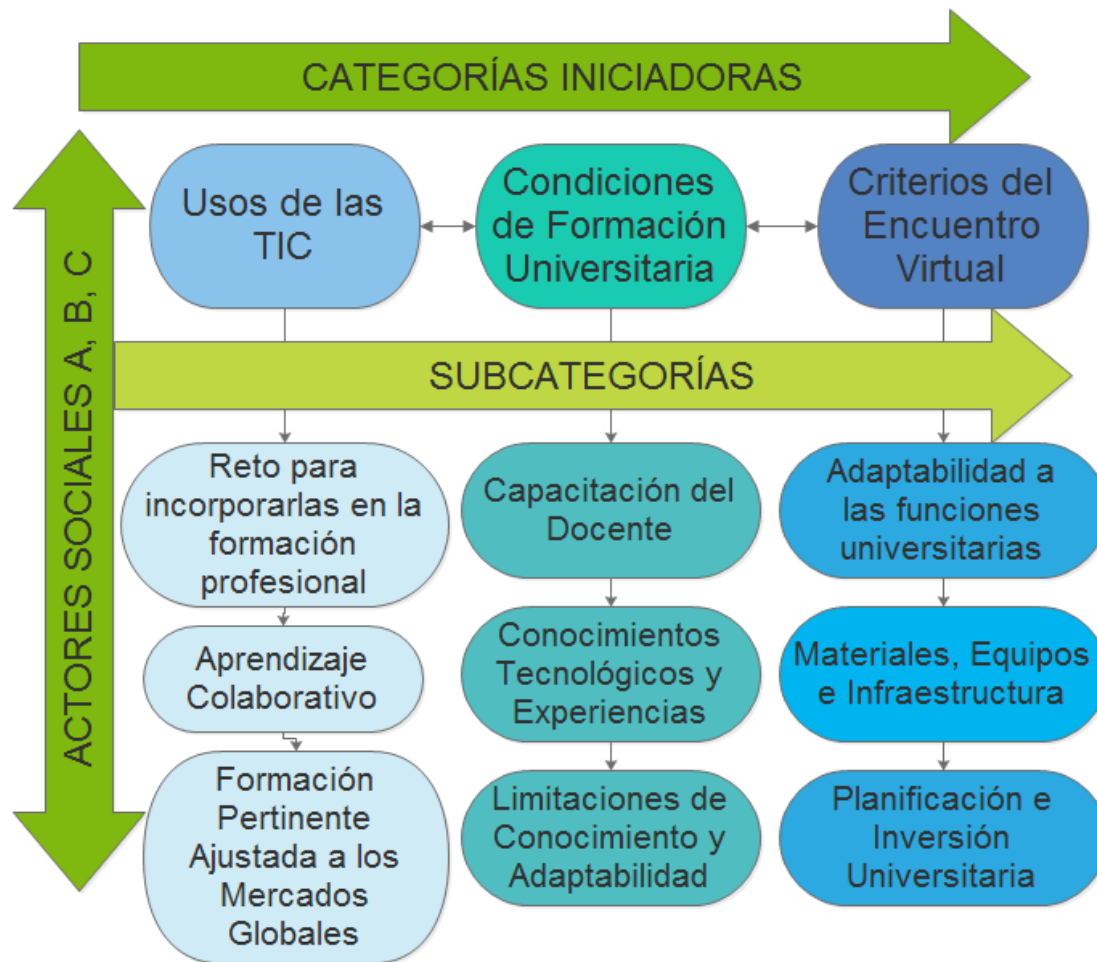 CATEGORÍAS INICIADORAS
ACTORES SOCIALES A, B, C
Usos de las
TIC
Condiciones
de Formación
Universitaria
Criterios del
Encuentro
Virtual
SUBCATEGORÍAS
Reto para
incorporarlas en la
formación
profesional
Aprendizaje
Colaborativo
Formación
Pertinente
Ajustada a los
Mercados
Globales
Capacitación del
Docente
Conocimientos
Tecnológicos y
Experiencias
Limitaciones de
Conocimiento y
Adaptabilidad
Adaptabilidad a
las funciones
universitarias
Materiales, Equipos
e Infraestructura
Planificación e
Inversión
Universitaria